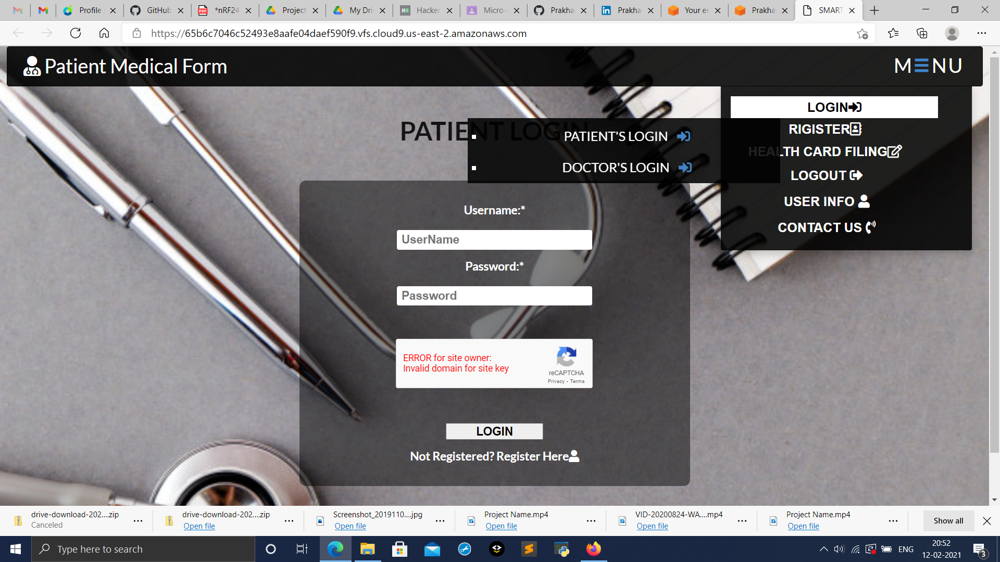 Profile
GitHub
*nRF24
Project
My Dri
Hacker
Micro-
Prakha
Prakha
Your e
Prakha
SMART
https://65b6c7046c52493e8aafe04daef590f9.vfs.cloud9.us-east-2.amazonaws.com
Patient Medical Form
MENU
LOGIN
RIGISTER
HEALTH CARD FILING
LOGOUT
USER INFO
CONTACT US
PATIENT LOGIN
PATIENT'S LOGIN
DOCTOR'S LOGIN
Username:*
UserName
Password:*
Password
ERROR for site owner:
Invalid domain for site key
reCAPTCHA
Privacy - Terms
LOGIN
Not Registered? Register Here
drive-download-202....zip
Canceled
drive-download-202....zip
Open file
Screenshot_2019110....jpg
Open file
Project Name.mp4
Open file
VID-20200824-WA....mp4
Open file
Project Name.mp4
Open file
Show all
Type here to search
ENG
20:52
12-02-2021
3